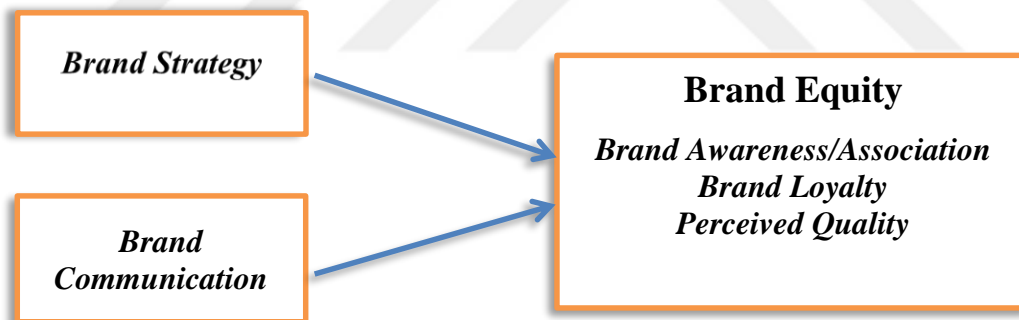 Brand Strategy
Brand
Communication
Brand Equity
Brand Awareness/Association
Brand Loyalty
Perceived Quality